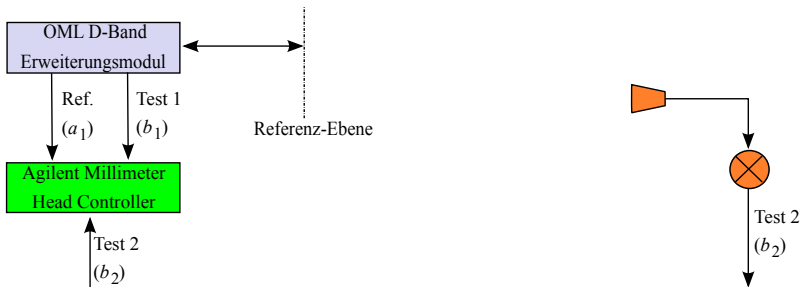 OML D-Band
Erweiterungsmodul
Ref.
(a1)
Test 1
(b1)
Referenz-Ebene
Agilent Millimeter
Head Controller
Test 2
(b2)
Test 2
(b2)